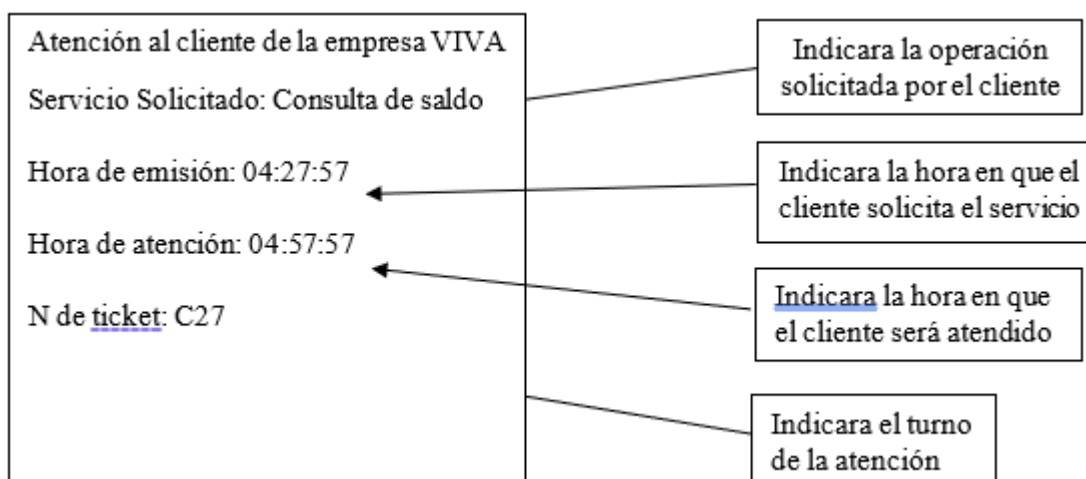 Atención al cliente de la empresa VIVA
Servicio Solicitado: Consulta de saldo
Hora de emisión: 04:27:57
Hora de atención: 04:57:57
N de ticket: C27
Indicara la operación
solicitada por el cliente
Indicara la hora en que el
cliente solicita el servicio
Indicara la hora en que
el cliente será atendido
Indicara el turno
de la atención